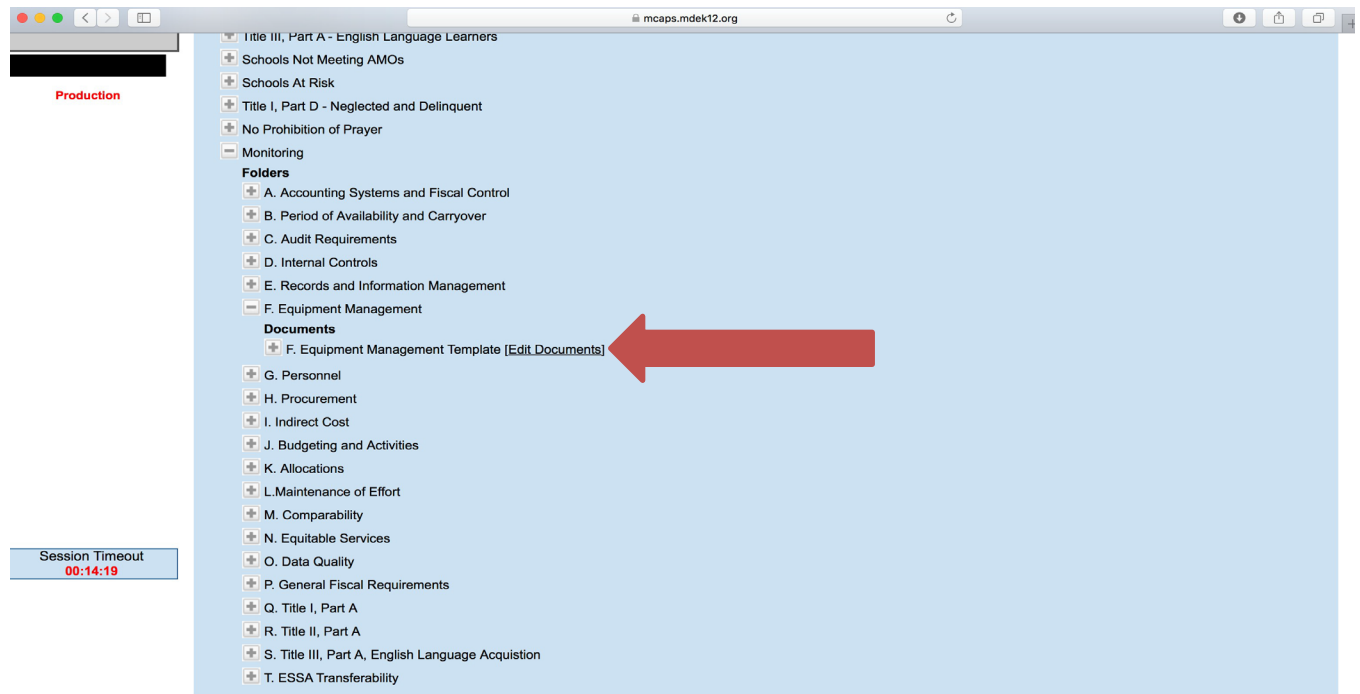 mcaps.mdek12.org
Title III, Part A - English Language Learners
Schools Not Meeting AMOs
Schools At Risk
Production
Title I, Part D - Neglected and Delinquent
No Prohibition of Prayer
Monitoring
Folders
A. Accounting Systems and Fiscal Control
B. Period of Availability and Carryover
C. Audit Requirements
D. Internal Controls
E. Records and Information Management
F. Equipment Management
Documents
F. Equipment Management Template [Edit Documents]
G. Personnel
H. Procurement
I. Indirect Cost
J. Budgeting and Activities
K. Allocations
L.Maintenance of Effort
M. Comparability
N. Equitable Services
Session Timeout
00:14:19
O. Data Quality
P. General Fiscal Requirements
Q. Title I, Part A
R. Title II, Part A
S. Title III, Part A, English Language Acquistion
T. ESSA Transferability